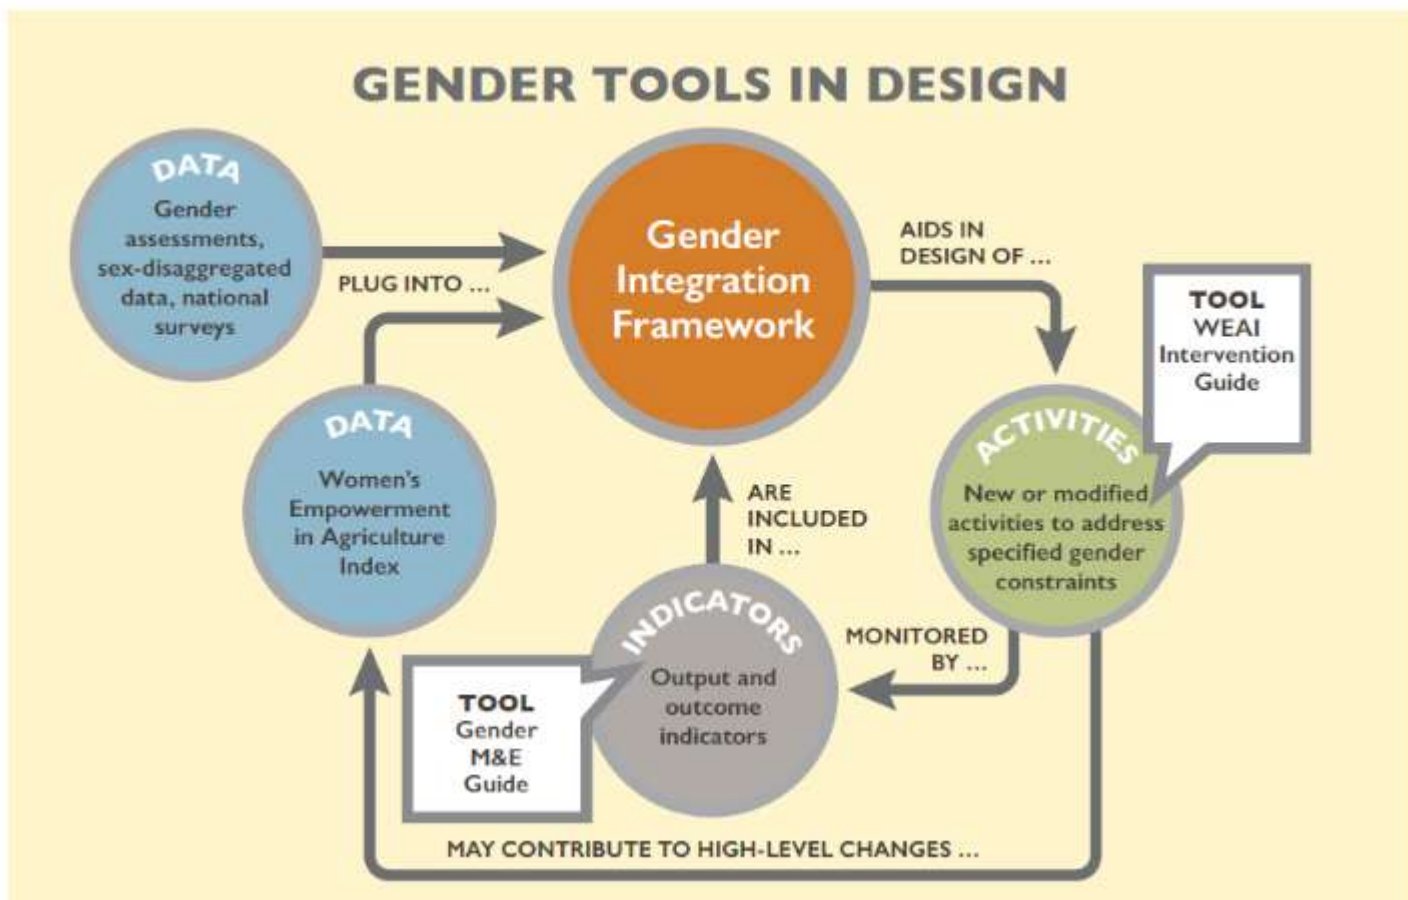 GENDER TOOLS IN DESIGN
DATA
Gender
assessments,
sex-disaggregated
data, national
surveys
PLUG INTO ...
Gender
Integration
Framework
AIDS IN
DESIGN OF ...
TOOL
WEAI
Intervention
Guide
DATA
Women's
Empowerment
in Agriculture
Index
ARE
INCLUDED
IN ...
ACTIVITIES
New or modified
activities to address
specified gender
constraints
MONITORED
BY ...
INDICATORS
Output and
outcome
indicators
TOOL
Gender
M&E
Guide
MAY CONTRIBUTE TO HIGH-LEVEL CHANGES ...